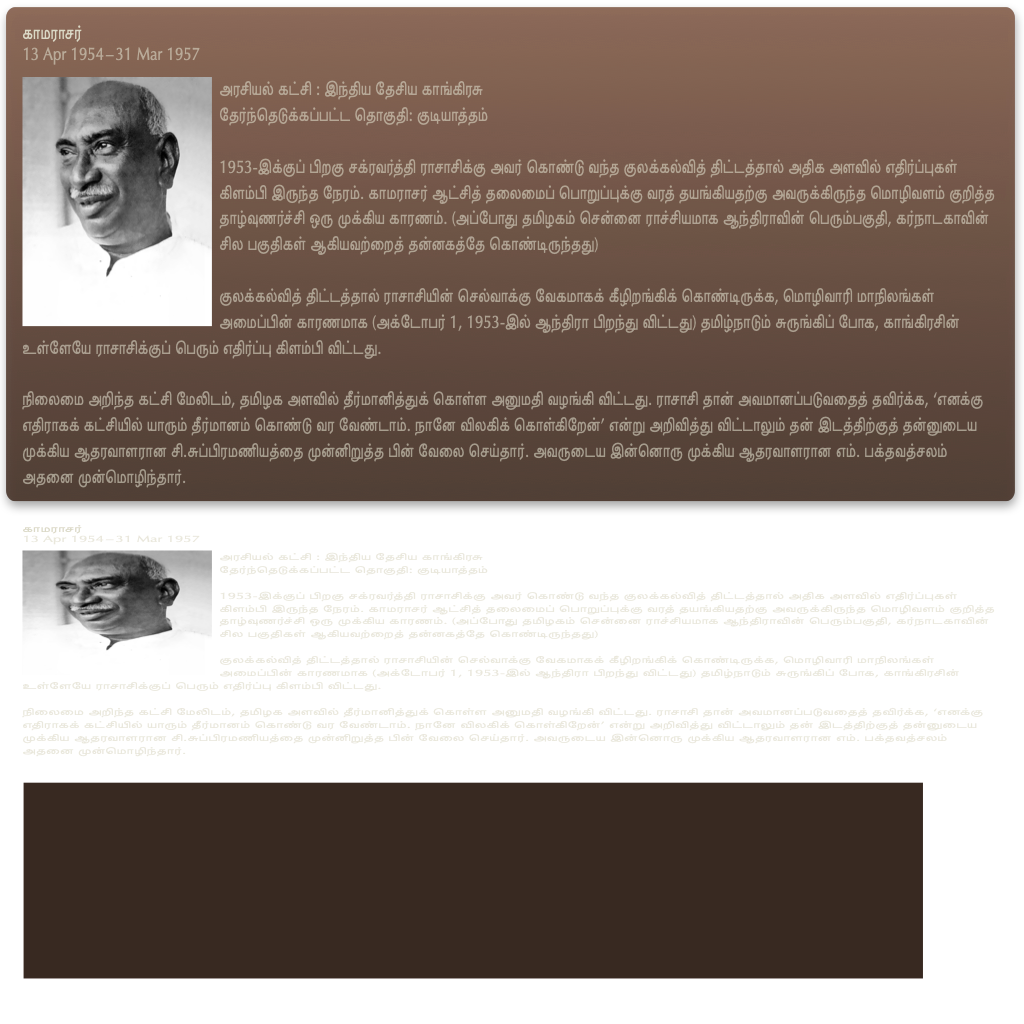 காமராசர்
13 Apr 1954–31 Mar 1957
அரசியல் கட்சி : இந்திய தேசிய காங்கிரசு
தேர்ந்தெடுக்கப்பட்ட தொகுதி: குடியாத்தம்
1953-இக்குப் பிறகு சக்ரவர்த்தி ராசாசிக்கு அவர் கொண்டு வந்த குலக்கல்வித் திட்டத்தால் அதிக அளவில் எதிர்ப்புகள்
கிளம்பி இருந்த நேரம். காமராசர் ஆட்சித் தலைமைப் பொறுப்புக்கு வரத் தயங்கியதற்கு அவருக்கிருந்த மொழிவளம் குறித்த
தாழ்வுணர்ச்சி ஒரு முக்கிய காரணம். (அப்போது தமிழகம் சென்னை ராச்சியமாக ஆந்திராவின் பெரும்பகுதி, கர்நாடகாவின்
சில பகுதிகள் ஆகியவற்றைத் தன்னகத்தே கொண்டிருந்தது)
குலக்கல்வித் திட்டத்தால் ராசாசியின் செல்வாக்கு வேகமாகக் கீழிறங்கிக் கொண்டிருக்க, மொழிவாரி மாநிலங்கள்
அமைப்பின் காரணமாக (அக்டோபர் 1, 1953-இல் ஆந்திரா பிறந்து விட்டது) தமிழ்நாடும் சுருங்கிப் போக, காங்கிரசின்
உள்ளேயே ராசாசிக்குப் பெரும் எதிர்ப்பு கிளம்பி விட்டது.
நிலைமை அறிந்த கட்சி மேலிடம், தமிழக அளவில் தீர்மானித்துக் கொள்ள அனுமதி வழங்கி விட்டது. ராசாசி தான் அவமானப்படுவதைத் தவிர்க்க, ‘எனக்கு
எதிராகக் கட்சியில் யாரும் தீர்மானம் கொண்டு வர வேண்டாம். நானே விலகிக் கொள்கிறேன்’ என்று அறிவித்து விட்டாலும் தன் இடத்திற்குத் தன்னுடைய
முக்கிய ஆதரவாளரான சி.சுப்பிரமணியத்தை முன்னிறுத்த பின் வேலை செய்தார். அவருடைய இன்னொரு முக்கிய ஆதரவாளரான எம். பக்தவத்சலம்
அதனை முன்மொழிந்தார்.
காமராசர்
13 Apr 1954–31 Mar 1957
அரசியல் கட்சி : இந்திய தேசிய காங்கிரசு
தேர்ந்தெடுக்கப்பட்ட தொகுதி: குடியாத்தம்
1953-இக்குப் பிறகு சக்ரவர்த்தி ராசாசிக்கு அவர் கொண்டு வந்த குலக்கல்வித் திட்டத்தால் அதிக அளவில் எதிர்ப்புகள்
கிளம்பி இருந்த நேரம். காமராசர் ஆட்சித் தலைமைப் பொறுப்புக்கு வரத் தயங்கியதற்கு அவருக்கிருந்த மொழிவளம் குறித்த
தாழ்வுணர்ச்சி ஒரு முக்கிய காரணம். (அப்போது தமிழகம் சென்னை ராச்சியமாக ஆந்திராவின் பெரும்பகுதி, கர்நாடகாவின்
சில பகுதிகள் ஆகியவற்றைத் தன்னகத்தே கொண்டிருந்தது)
குலக்கல்வித் திட்டத்தால் ராசாசியின் செல்வாக்கு வேகமாகக் கீழிறங்கிக் கொண்டிருக்க, மொழிவாரி மாநிலங்கள்
அமைப்பின் காரணமாக (அக்டோபர் 1, 1953-இல் ஆந்திரா பிறந்து விட்டது) தமிழ்நாடும் சுருங்கிப் போக, காங்கிரசின்
உள்ளேயே ராசாசிக்குப் பெரும் எதிர்ப்பு கிளம்பி விட்டது.
நிலைமை அறிந்த கட்சி மேலிடம், தமிழக அளவில் தீர்மானித்துக் கொள்ள அனுமதி வழங்கி விட்டது. ராசாசி தான் அவமானப்படுவதைத் தவிர்க்க, ‘எனக்கு
எதிராகக் கட்சியில் யாரும் தீர்மானம் கொண்டு வர வேண்டாம். நானே விலகிக் கொள்கிறேன்’ என்று அறிவித்து விட்டாலும் தன் இடத்திற்குத் தன்னுடைய
முக்கிய ஆதரவாளரான சி.சுப்பிரமணியத்தை முன்னிறுத்த பின் வேலை செய்தார். அவருடைய இன்னொரு முக்கிய ஆதரவாளரான எம். பக்தவத்சலம்
அதனை முன்மொழிந்தார்.